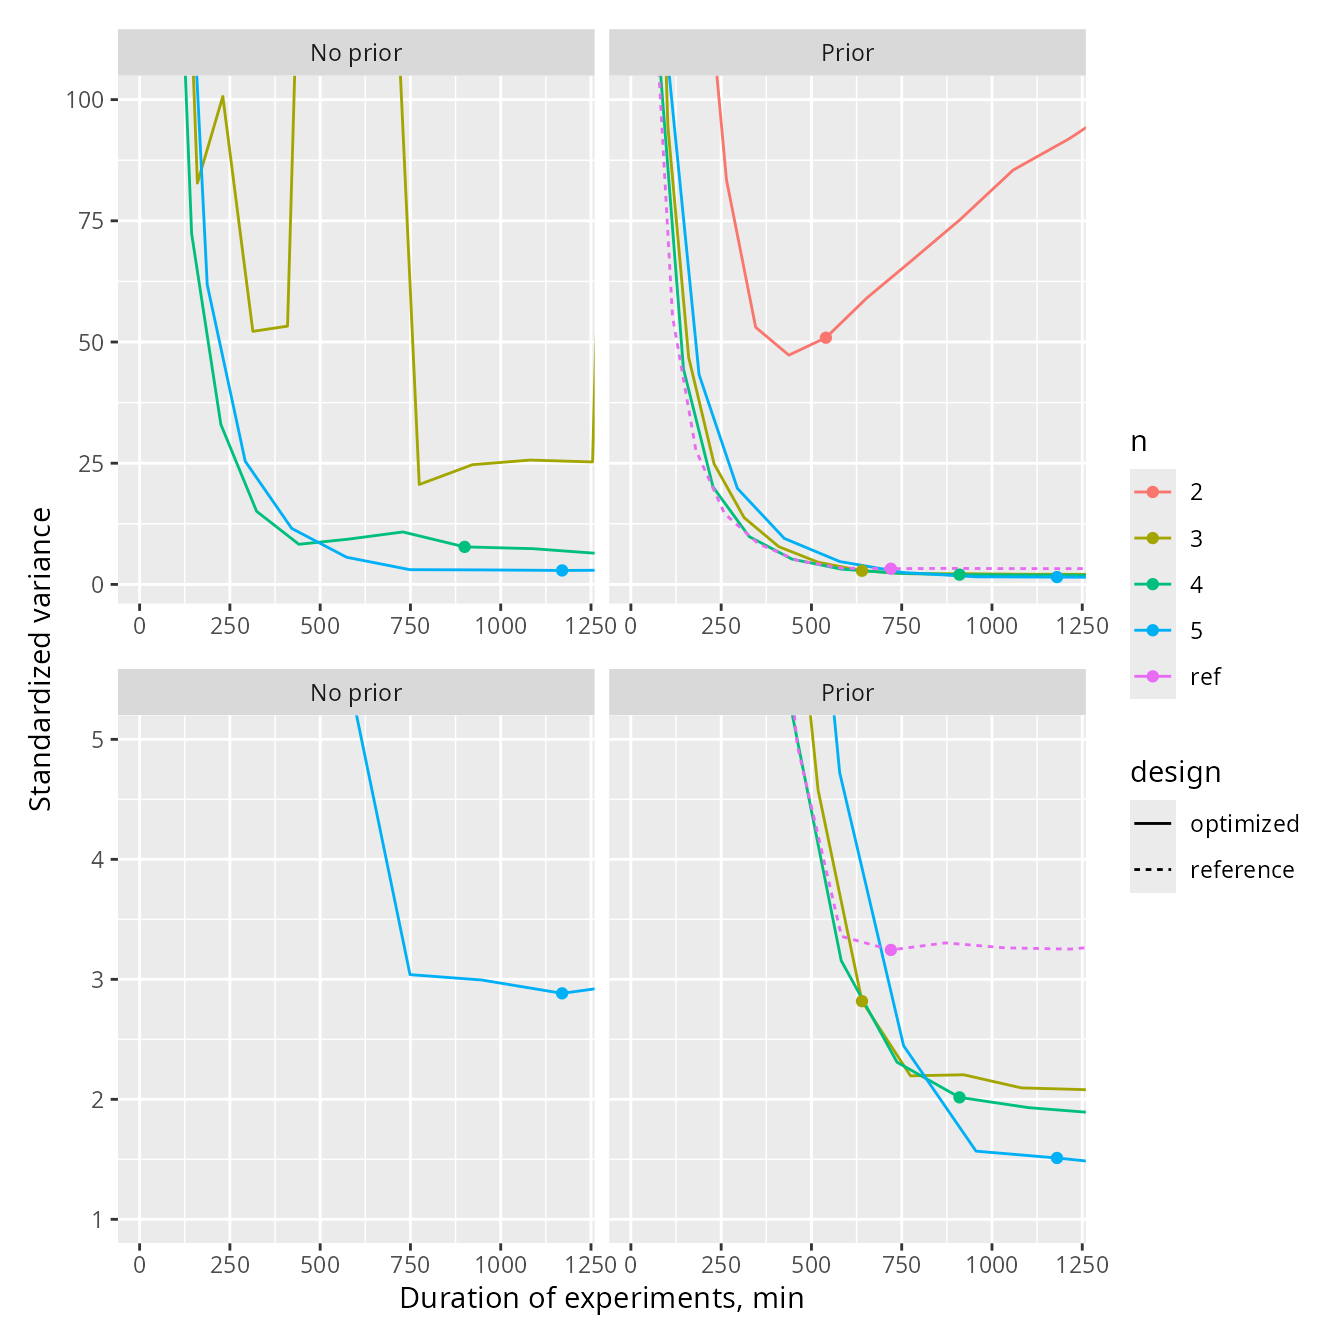 No prior
Prior
100
75
50
25
0
0 250 500 750 1000 1250
0 250 500 750 1000 1250
No prior
Prior
5
4
3
2
1
0 250 500 750 1000 1250
0 250 500 750 1000 1250
Duration of experiments, min
Standardized variance
n
2
3
4
5
ref
design
optimized
reference